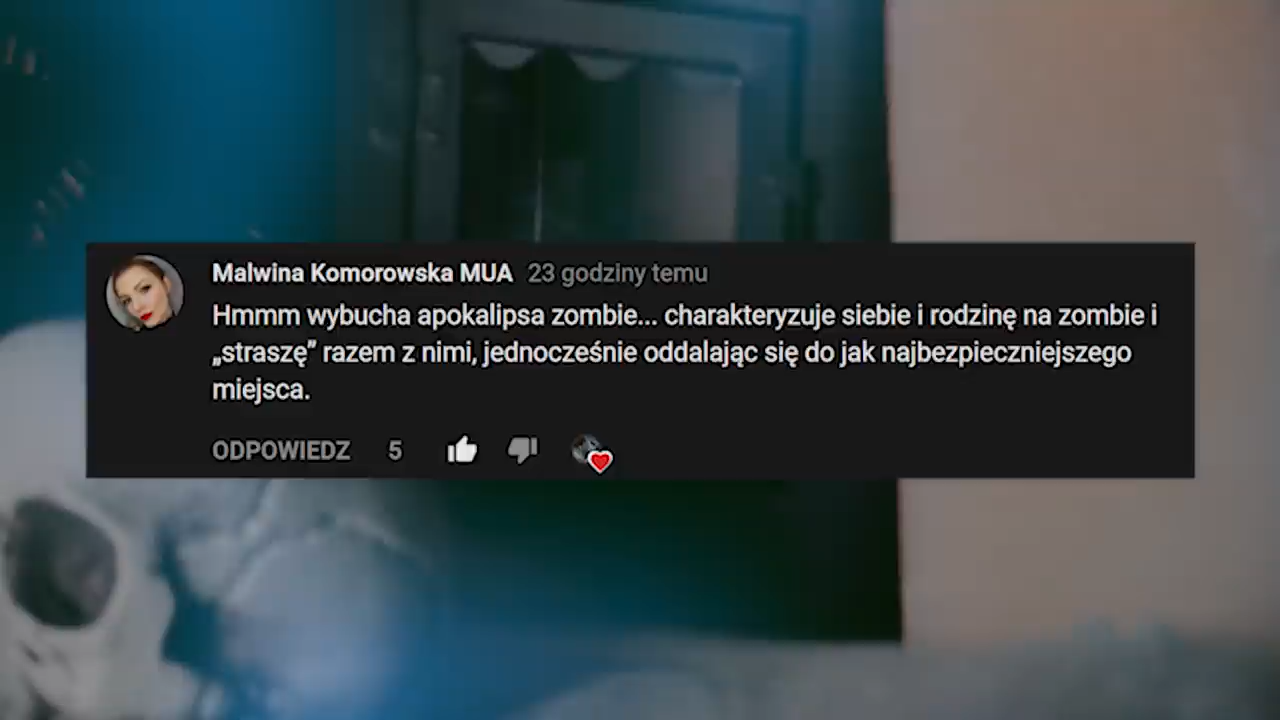 Malwina Komorowska MUA 23 godziny temu
Hmmm wybucha apokalipsa zombie... charakteryzuje siebie i rodzinę na zombie i
„straszę” razem z nimi, jednocześnie oddalając się do jak najbezpieczniejszego
miejsca.
ODPOWIEDZ 5